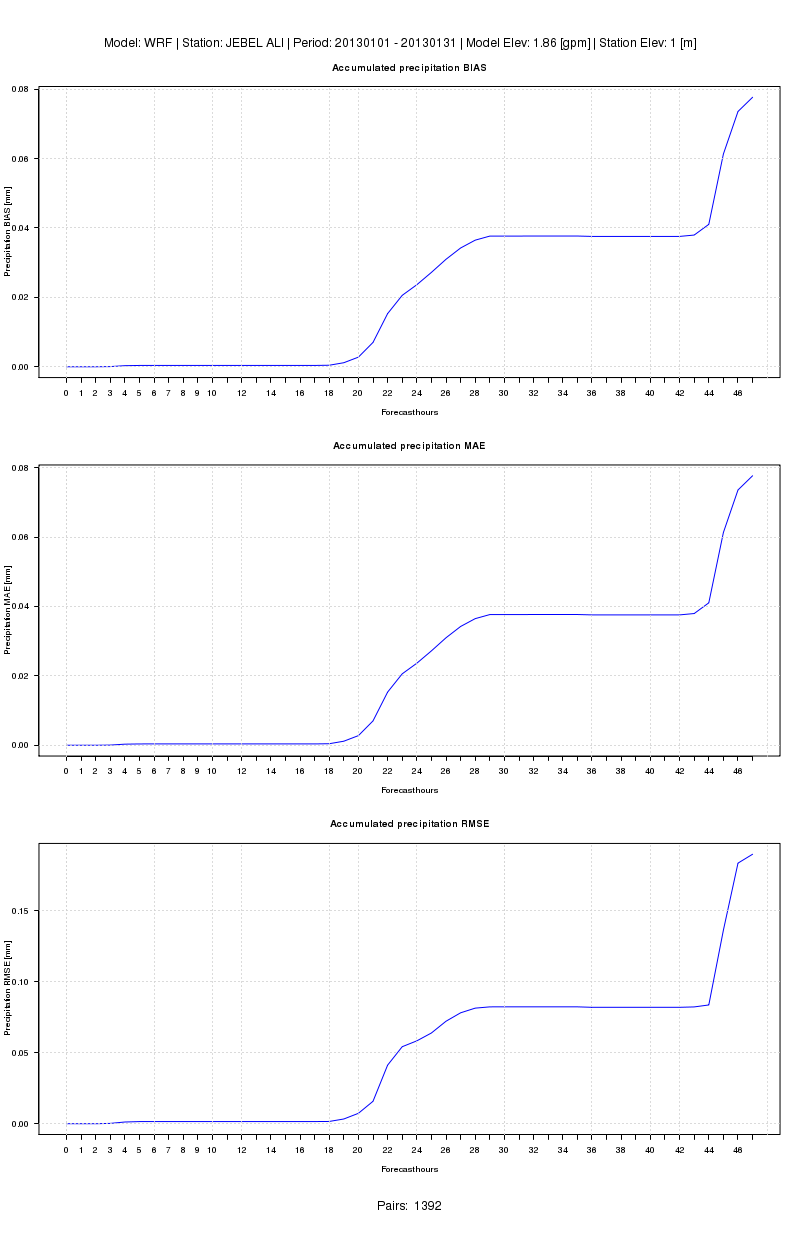 Model: WRF | Station: JEBEL ALI | Period: 20130101 - 20130131 | Model Elev: 1.86 [gpm] | Station Elev: 1 [m]
Accumulated precipitation BIAS
Precipitation BIAS [mm]
0.08
0.06
0.04
0.02
0.00
0 1 2 3 4 5 6 7 8 9 10 12 14 16 18 20 22 24 26 28 30 32 34 36 38 40 42 44 46
Forecasthours
Accumulated precipitation MAE
Precipitation MAE [mm]
0.08
0.06
0.04
0.02
0.00
0 1 2 3 4 5 6 7 8 9 10 12 14 16 18 20 22 24 26 28 30 32 34 36 38 40 42 44 46
Forecasthours
Accumulated precipitation RMSE
Precipitation RMSE [mm]
0.15
0.10
0.05
0.00
0 1 2 3 4 5 6 7 8 9 10 12 14 16 18 20 22 24 26 28 30 32 34 36 38 40 42 44 46
Forecasthours
Pairs: 1392